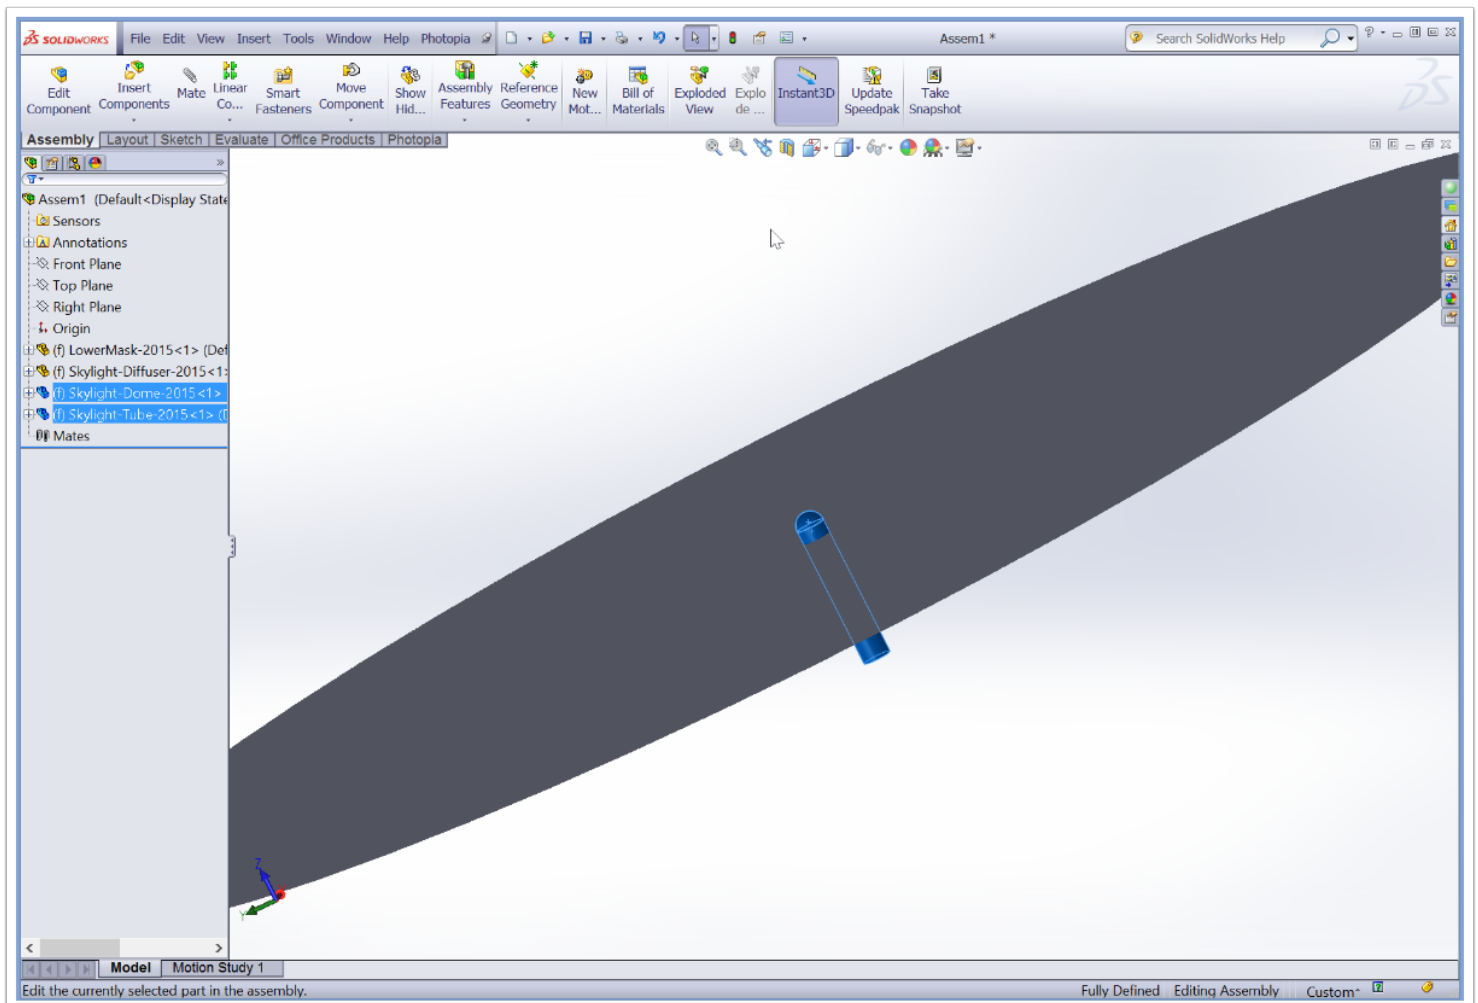 SOLIDWORKS File Edit View Insert Tools Window Help Photopia Assem1 * Search SolidWorks Help
Edit Component
Insert Components
Mate
Linear Co...
Smart Fasteners
Move Component
Show Hid...
Assembly Features
Reference Geometry
New Mot...
Bill of Materials
Exploded View
Explo de ...
Instant3D
Update Speedpak
Take Snapshot
Assembly Layout Sketch Evaluate Office Products Photopia
Assem1 (Default<Display State
Sensors
Annotations
Front Plane
Top Plane
Right Plane
Origin
(f) LowerMask-2015<1> (Def
(f) Skylight-Diffuser-2015<1>
(f) Skylight-Dome-2015<1>
(f) Skylight-Tube-2015<1> (D
Mates
Z
Y
Model Motion Study 1
Edit the currently selected part in the assembly. Fully Defined Editing Assembly Custom